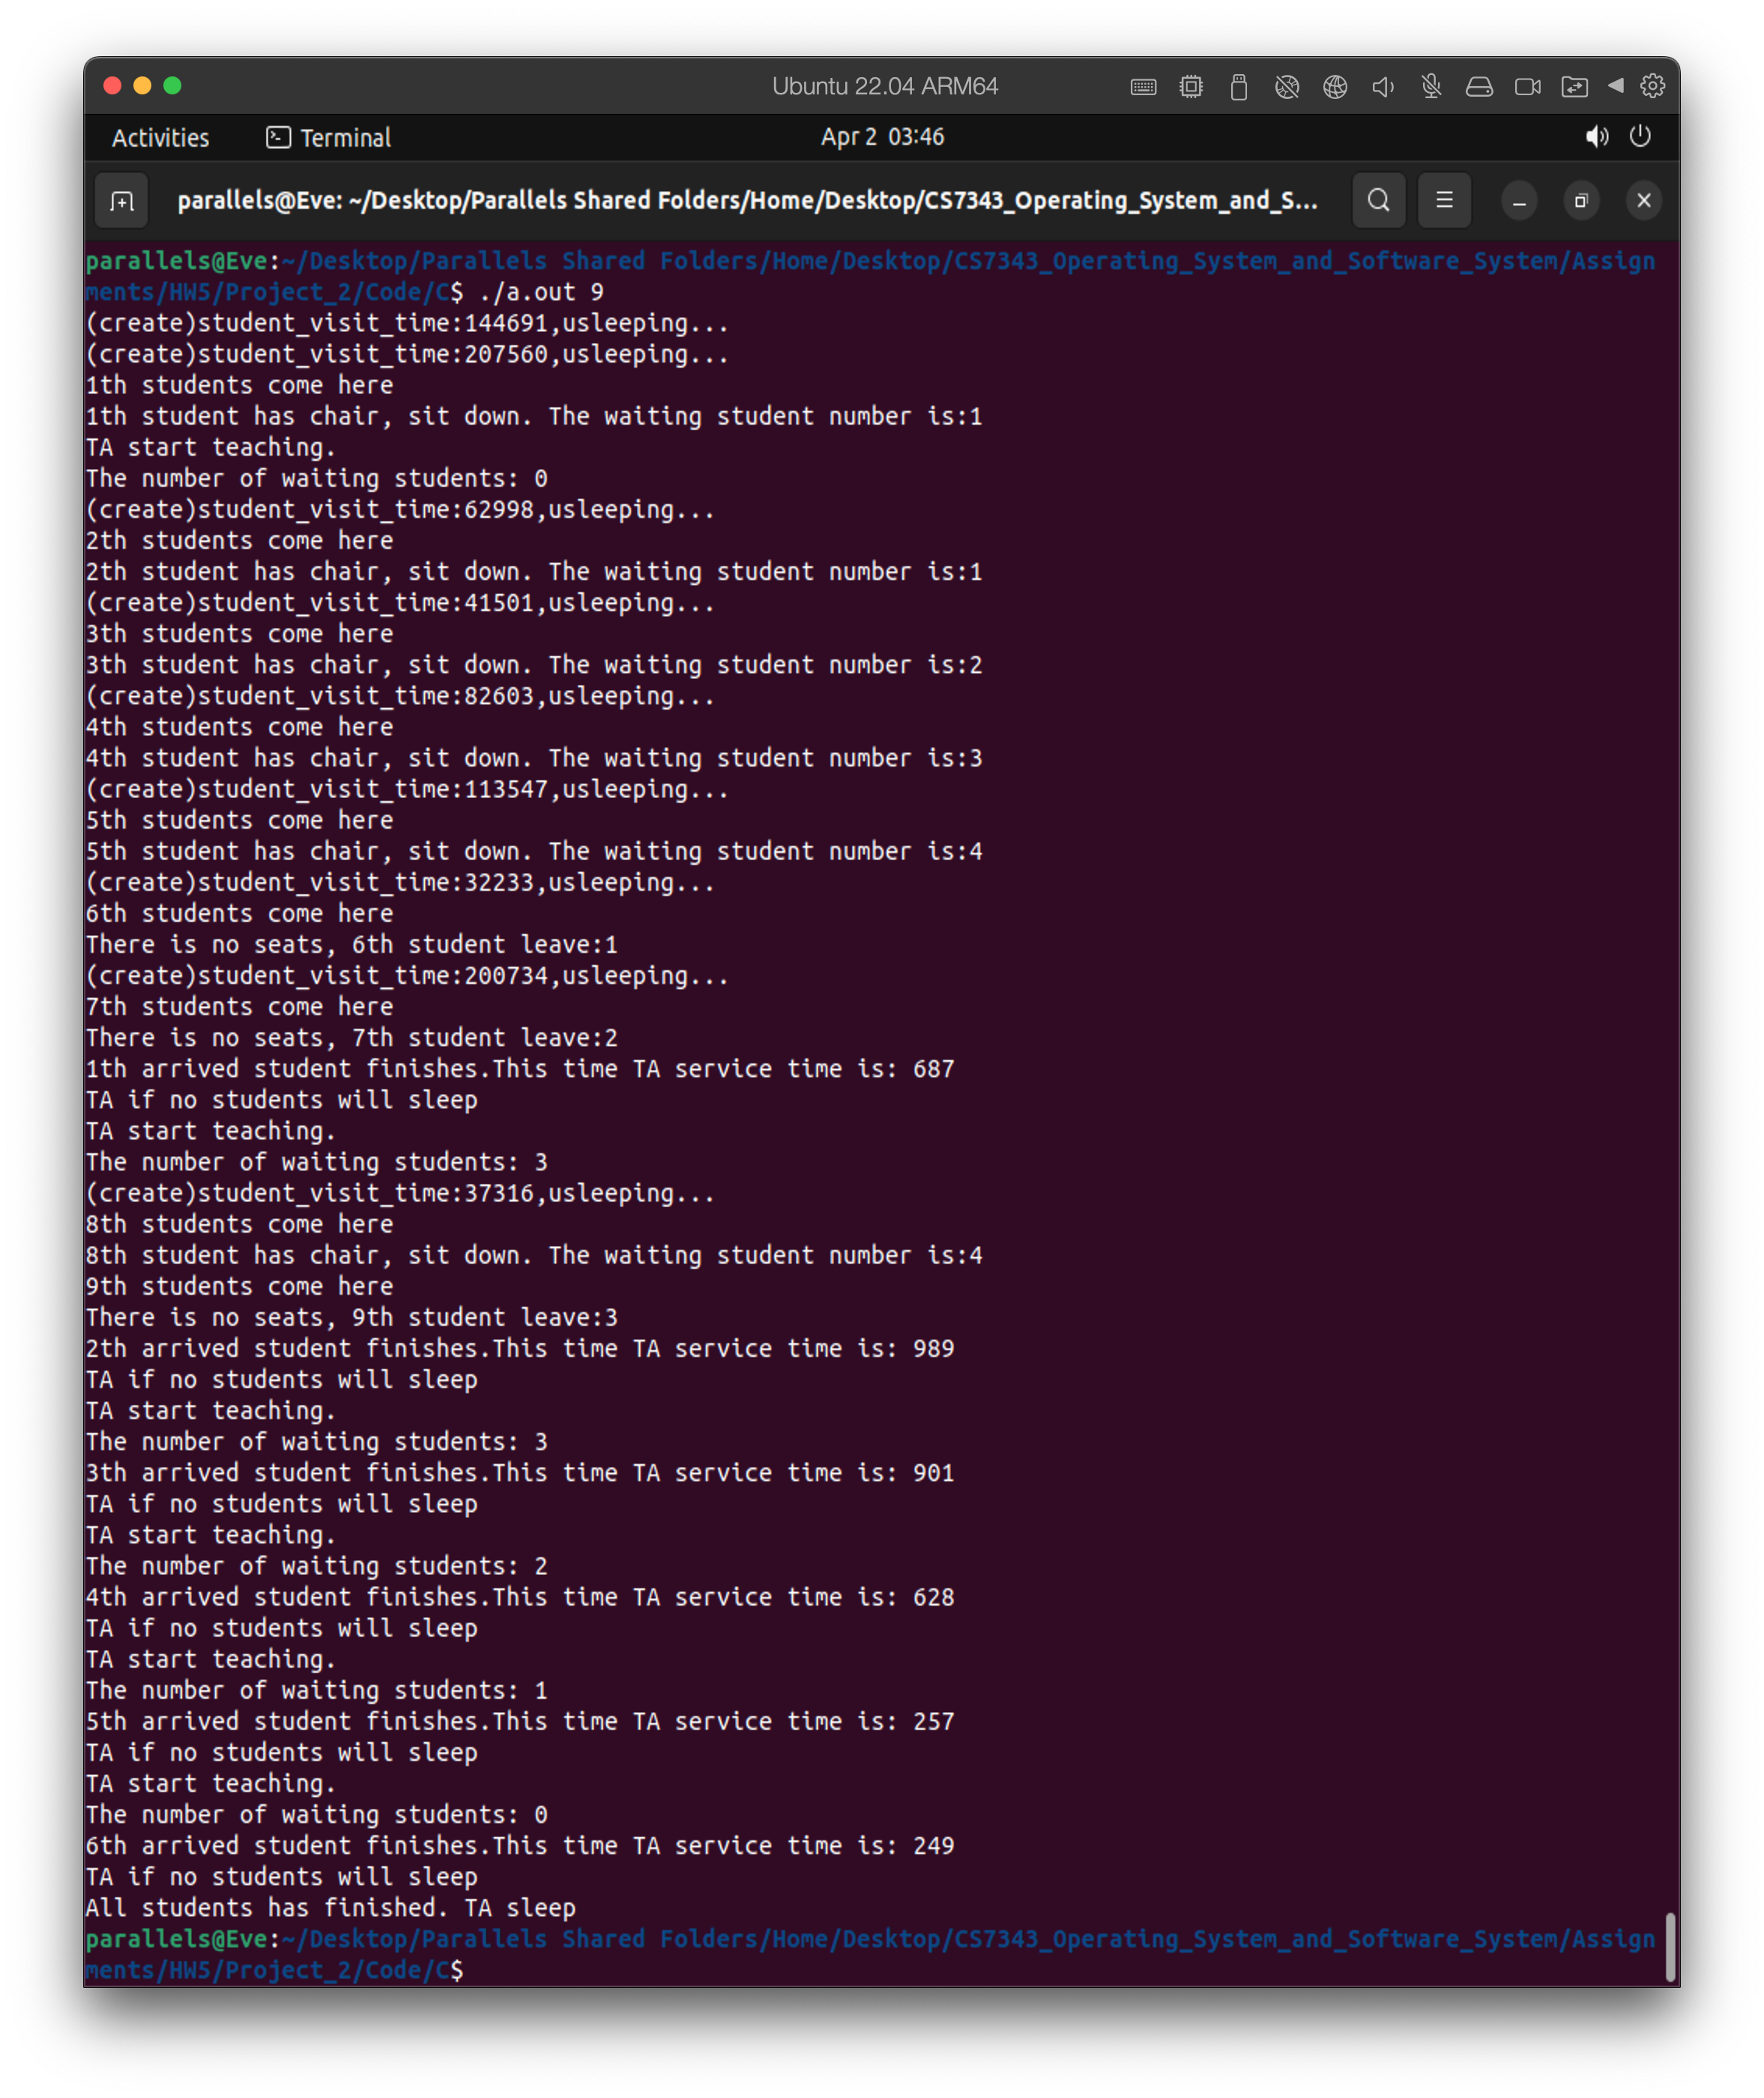 Ubuntu 22.04 ARM64
Activities
Terminal
Apr 2 03:46
parallels@Eve: ~/Desktop/Parallels Shared Folders/Home/Desktop/CS7343_Operating_System_and_S...
parallels@Eve:~/Desktop/Parallels Shared Folders/Home/Desktop/CS7343_Operating_System_and_Software_System/Assign
ments/HW5/Project_2/Code/C$ ./a.out 9
(create)student_visit_time:144691,usleeping...
(create)student_visit_time:207560,usleeping...
1th students come here
1th student has chair, sit down. The waiting student number is:1
TA start teaching.
The number of waiting students: 0
(create)student_visit_time:62998,usleeping...
2th students come here
2th student has chair, sit down. The waiting student number is:1
(create)student_visit_time:41501,usleeping...
3th students come here
3th student has chair, sit down. The waiting student number is:2
(create)student_visit_time:82603,usleeping...
4th students come here
4th student has chair, sit down. The waiting student number is:3
(create)student_visit_time:113547,usleeping...
5th students come here
5th student has chair, sit down. The waiting student number is:4
(create)student_visit_time:32233,usleeping...
6th students come here
There is no seats, 6th student leave:1
(create)student_visit_time:200734,usleeping...
7th students come here
There is no seats, 7th student leave:2
1th arrived student finishes.This time TA service time is: 687
TA if no students will sleep
TA start teaching.
The number of waiting students: 3
(create)student_visit_time:37316,usleeping...
8th students come here
8th student has chair, sit down. The waiting student number is:4
9th students come here
There is no seats, 9th student leave:3
2th arrived student finishes.This time TA service time is: 989
TA if no students will sleep
TA start teaching.
The number of waiting students: 3
3th arrived student finishes.This time TA service time is: 901
TA if no students will sleep
TA start teaching.
The number of waiting students: 2
4th arrived student finishes.This time TA service time is: 628
TA if no students will sleep
TA start teaching.
The number of waiting students: 1
5th arrived student finishes.This time TA service time is: 257
TA if no students will sleep
TA start teaching.
The number of waiting students: 0
6th arrived student finishes.This time TA service time is: 249
TA if no students will sleep
All students has finished. TA sleep
parallels@Eve:~/Desktop/Parallels Shared Folders/Home/Desktop/CS7343_Operating_System_and_Software_System/Assign
ments/HW5/Project_2/Code/C$